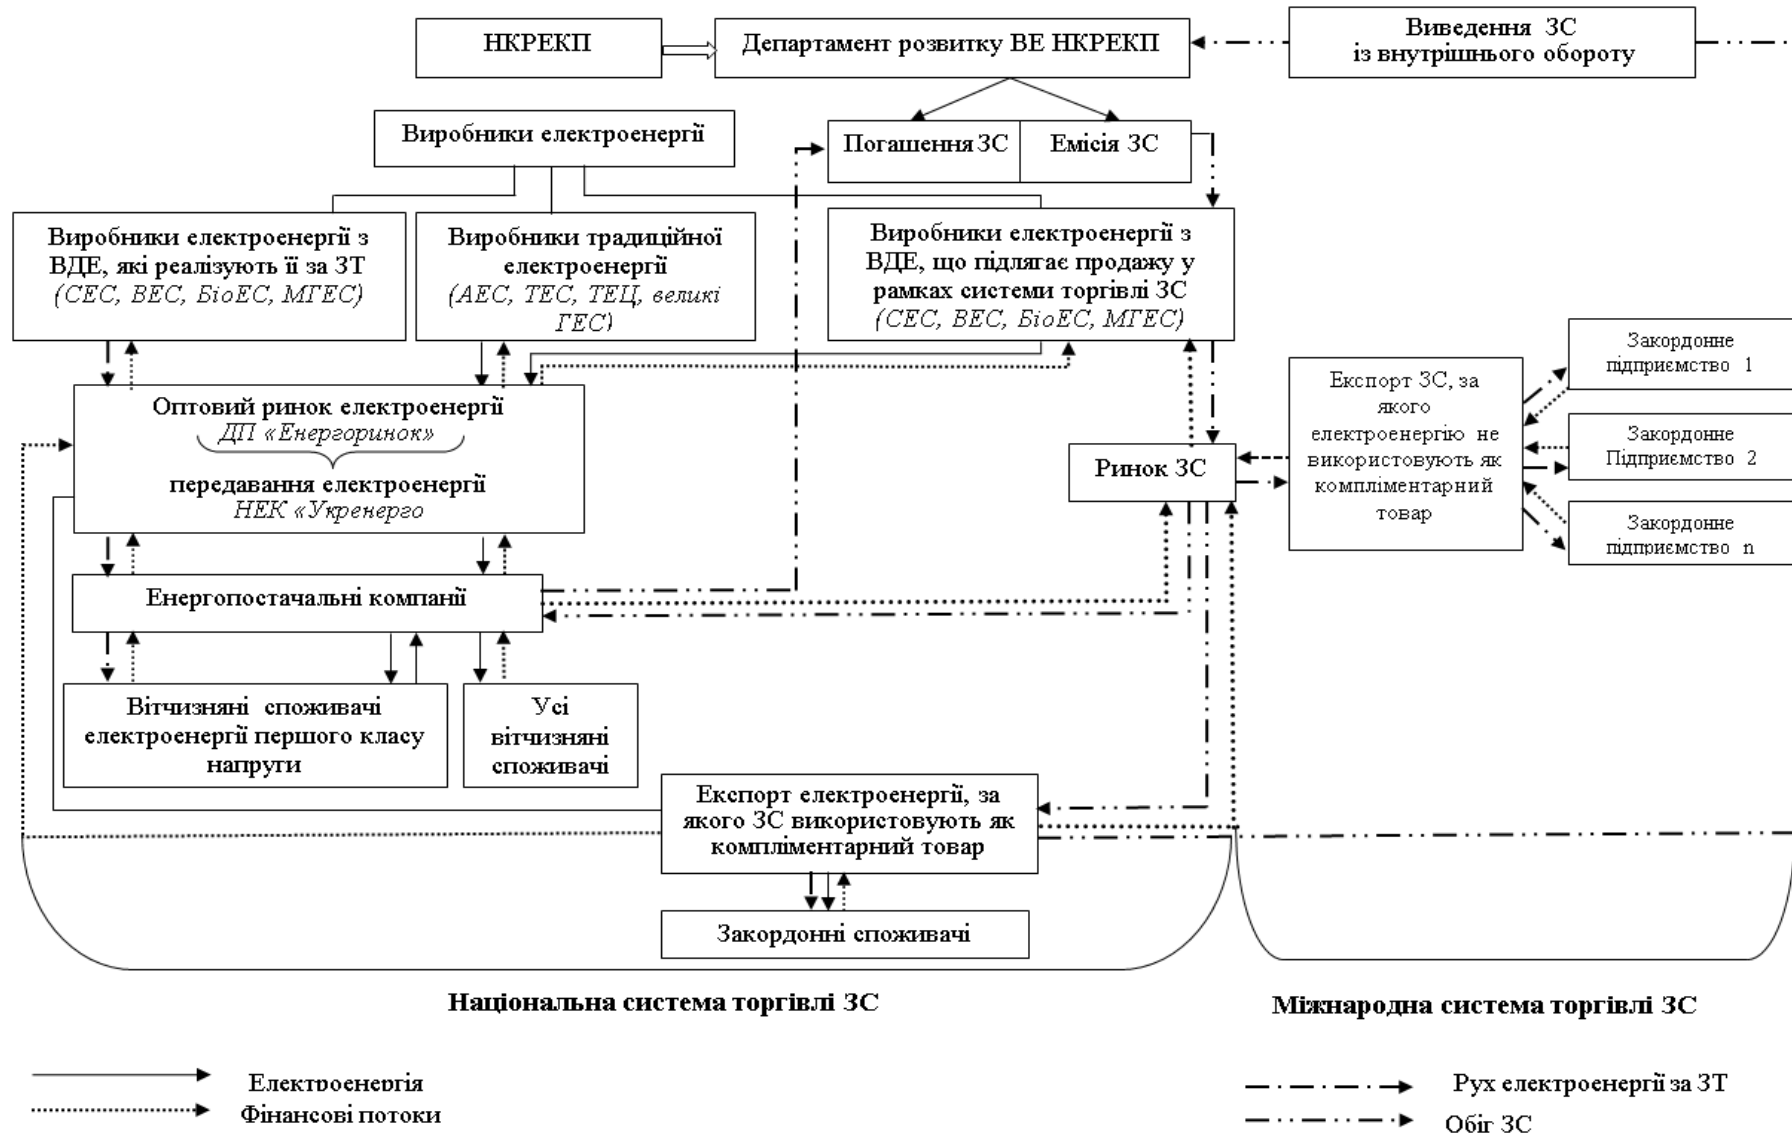 НКРЕКП
Департамент розвитку ВЕ НКРЕКП
Виведення ЗС
із внутрішнього обороту
Виробники електроенергії
Погашення ЗС
Емісія ЗС
Виробники електроенергії з
ВДЕ, які реалізують її за ЗТ
(СЕС, ВЕС, БіоЕС, МГЕС)
Виробники традиційної
електроенергії
(АЕС, ТЕС, ТЕЦ, великі
ГЕС)
Виробники електроенергії з
ВДЕ, що підлягає продажу у
рамках системи торгівлі ЗС
(СЕС, ВЕС, БіоЕС, МГЕС)
Оптовий ринок електроенергії
ДП «Енергоринок»
передавання електроенергії
НЕК «Укренерго
Ринок ЗС
Експорт ЗС, за
якого
електроенергію не
використовують як
компліментарний
товар
Закордонне
підприємство 1
Закордонне
Підприємство 2
Закордонне
підприємство n
Енергопостачальні компанії
Вітчизняні споживачі
електроенергії першого класу
напруги
Усі
вітчизняні
споживачі
Експорт електроенергії, за
якого ЗС використовують як
компліментарний товар
Закордонні споживачі
Національна система торгівлі ЗС
Міжнародна система торгівлі ЗС
Електроенергія
Фінансові потоки
Рух електроенергії за ЗТ
Обіг ЗС